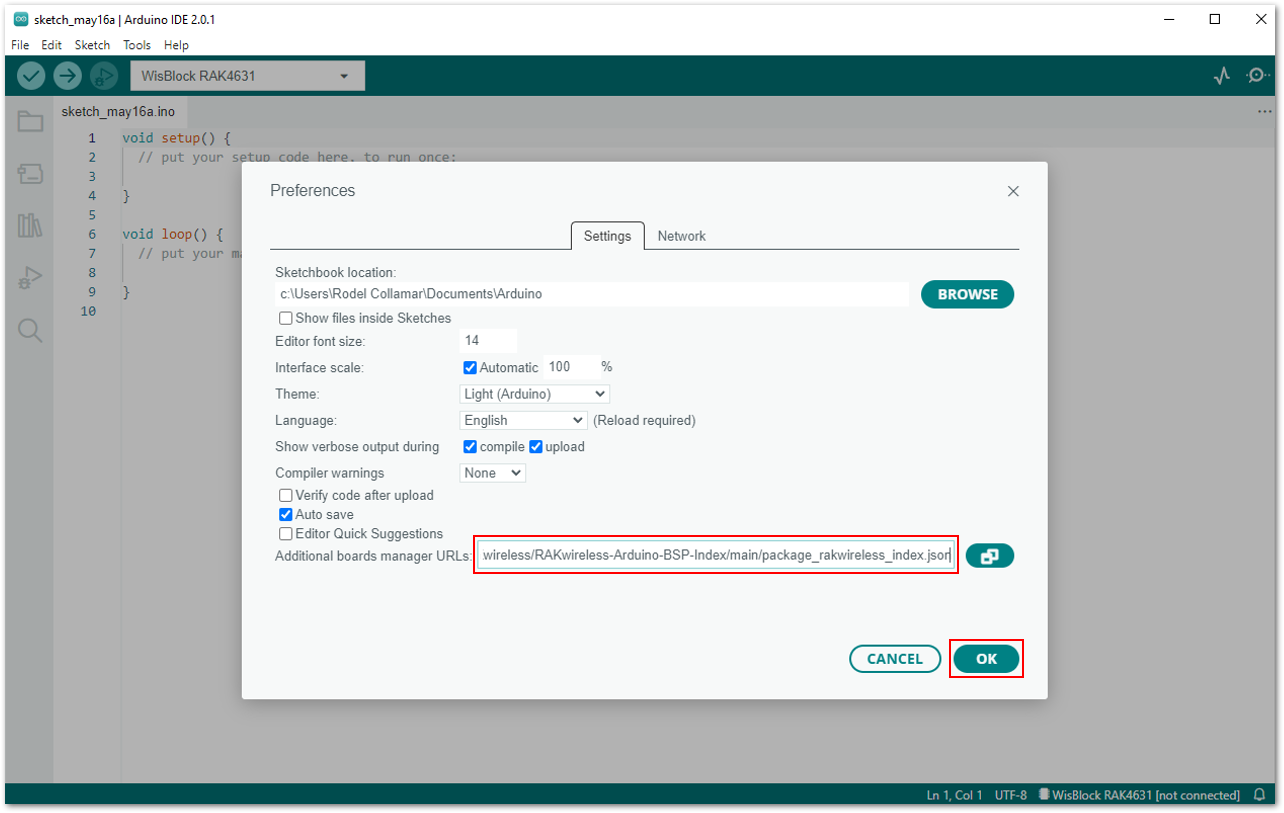 sketch_may16a | Arduino IDE 2.0.1
File Edit Sketch Tools Help
WisBlock RAK4631
sketch_may16a.ino
1 void setup() {
2 // put your setup code here, to run once:
3
4 }
5
6 void loop() {
7 // put your ma
8
9 }
10
Preferences
Settings Network
Sketchbook location:
c:\Users\Rodel Collamar\Documents\Arduino BROWSE
Show files inside Sketches
Editor font size: 14
Interface scale: Automatic 100 %
Theme: Light (Arduino)
Language: English (Reload required)
Show verbose output during compile upload
Compiler warnings None
Verify code after upload
Auto save
Editor Quick Suggestions
Additional boards manager URLs: wireless/RAKwireless-Arduino-BSP-Index/main/package_rakwireless_index.json
CANCEL OK
Ln 1, Col 1 UTF-8 WisBlock RAK4631 [not connected]